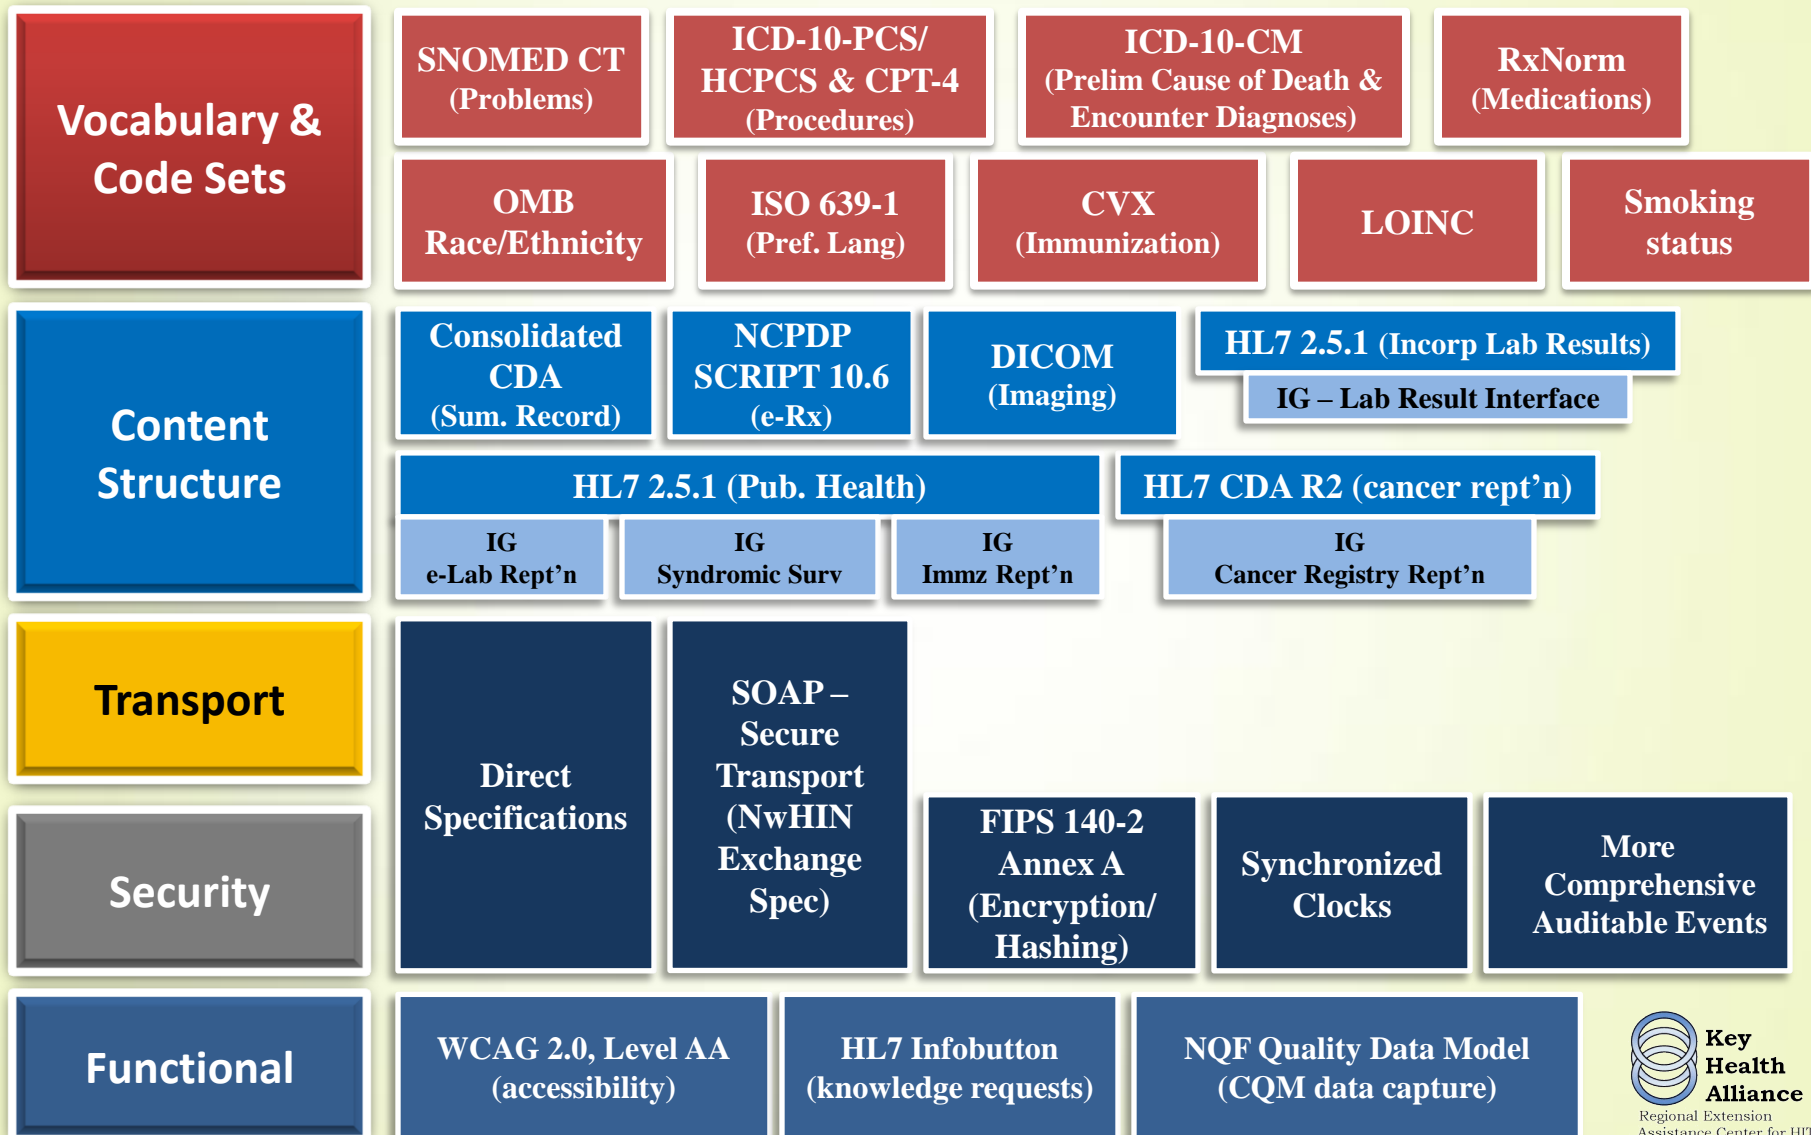 Vocabulary &
Code Sets
SNOMED CT
(Problems)
ICD-10-PCS/
HCPCS & CPT-4
(Procedures)
ICD-10-CM
(Prelim Cause of Death &
Encounter Diagnoses)
RxNorm
(Medications)
OMB
Race/Ethnicity
ISO 639-1
(Pref. Lang)
CVX
(Immunization)
LOINC
Smoking
status
Content
Structure
Consolidated
CDA
(Sum. Record)
NCPDP
SCRIPT 10.6
(e-Rx)
DICOM
(Imaging)
HL7 2.5.1 (Incorp Lab Results)
IG – Lab Result Interface
HL7 2.5.1 (Pub. Health)
IG
e-Lab Rept’n
IG
Syndromic Surv
IG
Immz Rept’n
HL7 CDA R2 (cancer rept’n)
IG
Cancer Registry Rept’n
Transport
Direct
Specifications
SOAP –
Secure
Transport
(NwHIN
Exchange
Spec)
Security
FIPS 140-2
Annex A
(Encryption/
Hashing)
Synchronized
Clocks
More
Comprehensive
Auditable Events
Functional
WCAG 2.0, Level AA
(accessibility)
HL7 Infobutton
(knowledge requests)
NQF Quality Data Model
(CQM data capture)
Key
Health
Alliance
Regional Extension
Assistance Center for HIT